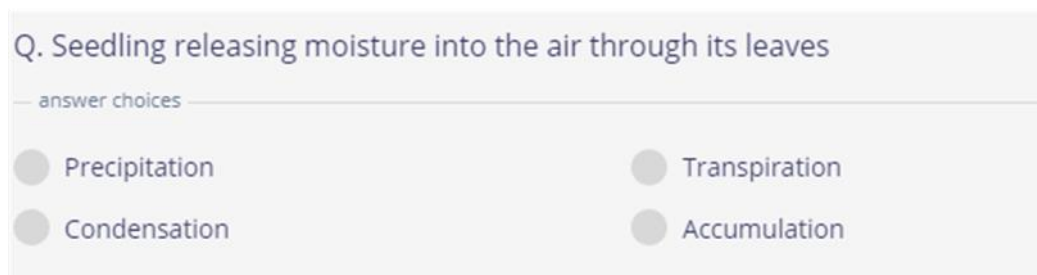 Q. Seedling releasing moisture into the air through its leaves
answer choices
Precipitation
Transpiration
Condensation
Accumulation